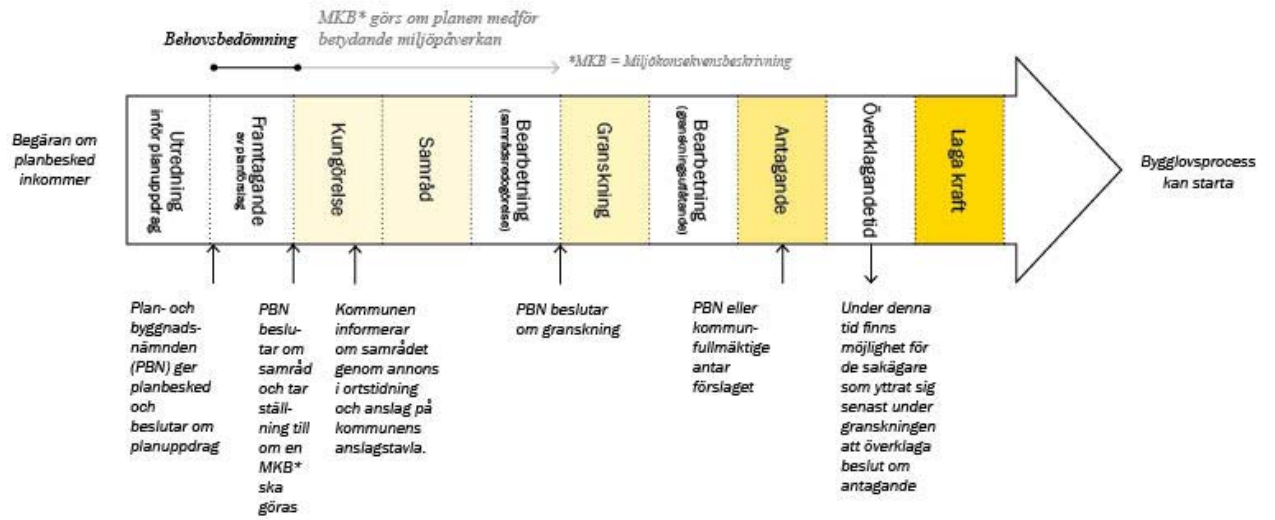 MKB* görs om planen medför
betydande miljöpåverkan
Behovsbedömning
*MKB = Miljökonsekvensbeskrivning
Begäran om
planbesked
inkommer
Utredning
inför planuppdrag
Framtagande
av planförslag
Kungörelse
Samråd
Bearbetning
(samrådsredogörelse)
Granskning
Bearbetning
(granskningsutlåtande)
Antagande
Överklagandetid
Laga kraft
Bygglovsprocess
kan starta
Plan- och
byggnads-
nämnden
(PBN) ger
planbesked
och
beslutar om
planuppdrag
PBN
beslu-
tar om
samråd
och tar
ställ-
ning till
om en
MKB*
ska
göras
Kommunen
informerar
om samrådet
genom annons
i ortstidning
och anslag på
kommunens
anslagstavla.
PBN beslutar
om granskning
PBN eller
kommun-
fullmäktige
antar
förslaget
Under denna
tid finns
möjlighet för
de sakägare
som yttrat sig
senast under
granskningen
att överklaga
beslut om
antagande